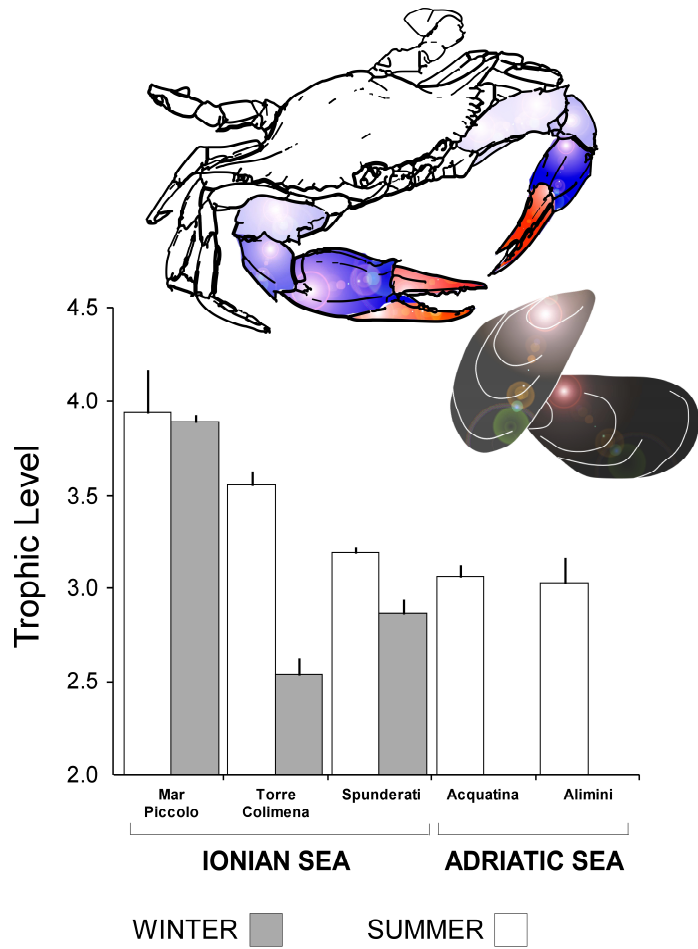 4.5
4.0
3.5
3.0
2.5
2.0
Trophic Level
Mar
Piccolo
Torre
Colimena
Spunderati
Acquatina
Alimini
IONIAN SEA
ADRIATIC SEA
WINTER
SUMMER